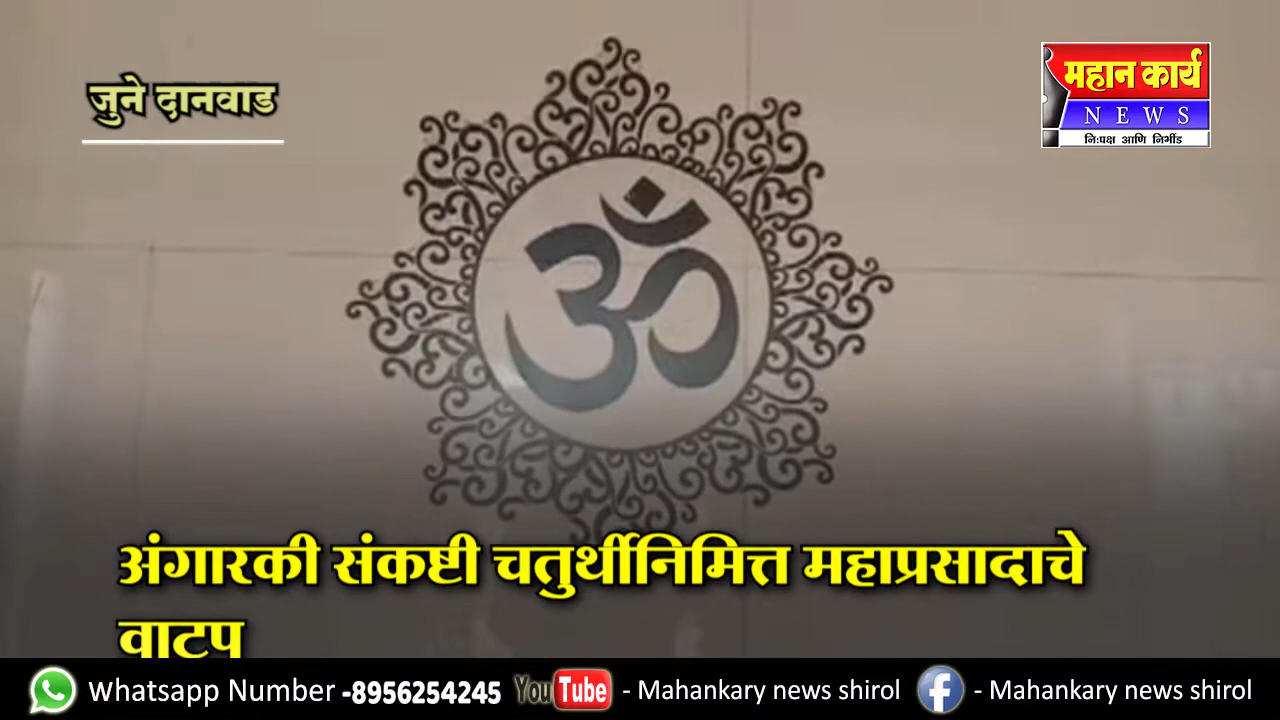 जुने दानवाड
महान कार्य
NEWS
निःपक्ष आणि निर्भीड
ॐ
अंगारकी संकष्टी चतुर्थीनिमित्त महाप्रसादाचे
वाटप
Whatsapp Number -8956254245 YouTube - Mahankary news shirol f - Mahankary news shirol